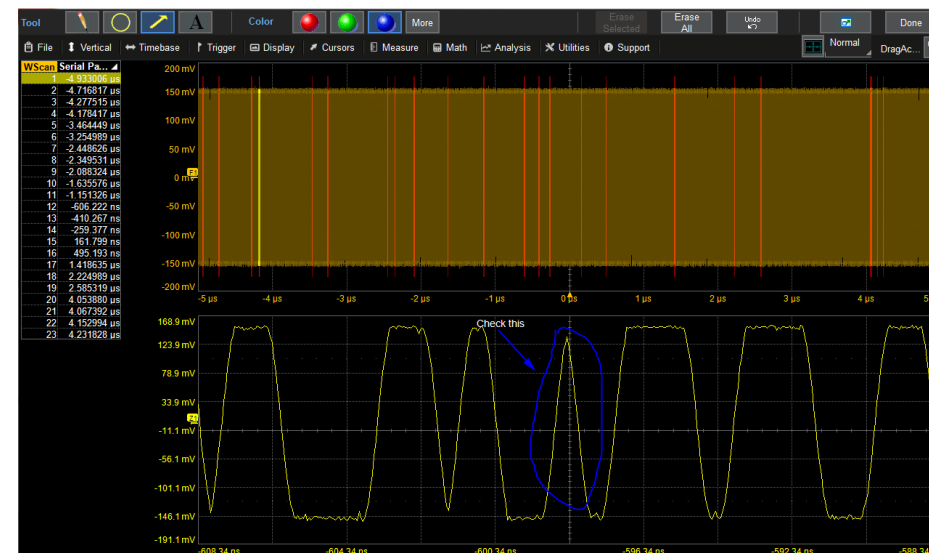 Tool A Color More Erase Selected Erase All Undo Done
File Vertical Timebase Trigger Display Cursors Measure Math Analysis Utilities Support Normal DragAc...
WScan Serial Pa...
1 -4.933006 µs
2 -4.716817 µs
3 -4.277515 µs
4 -4.178417 µs
5 -3.464449 µs
6 -3.254989 µs
7 -2.448626 µs
8 -2.349531 µs
9 -2.088324 µs
10 -1.635576 µs
11 -1.151326 µs
12 -606.222 ns
13 -410.267 ns
14 -259.377 ns
15 161.799 ns
16 495.193 ns
17 1.418635 µs
18 2.224989 µs
19 2.585319 µs
20 4.053880 µs
21 4.067392 µs
22 4.152994 µs
23 4.231828 µs
200 mV
150 mV
100 mV
50 mV
0 mV
-50 mV
-100 mV
-150 mV
-200 mV
-5 µs -4 µs -3 µs -2 µs -1 µs 0 µs 1 µs 2 µs 3 µs 4 µs 5
168.9 mV
Check this
123.9 mV
78.9 mV
33.9 mV
Z1
-11.1 mV
-56.1 mV
-101.1 mV
-146.1 mV
-191.1 mV
-608.34 ns -604.34 ns -600.34 ns -596.34 ns -592.34 ns -588.34